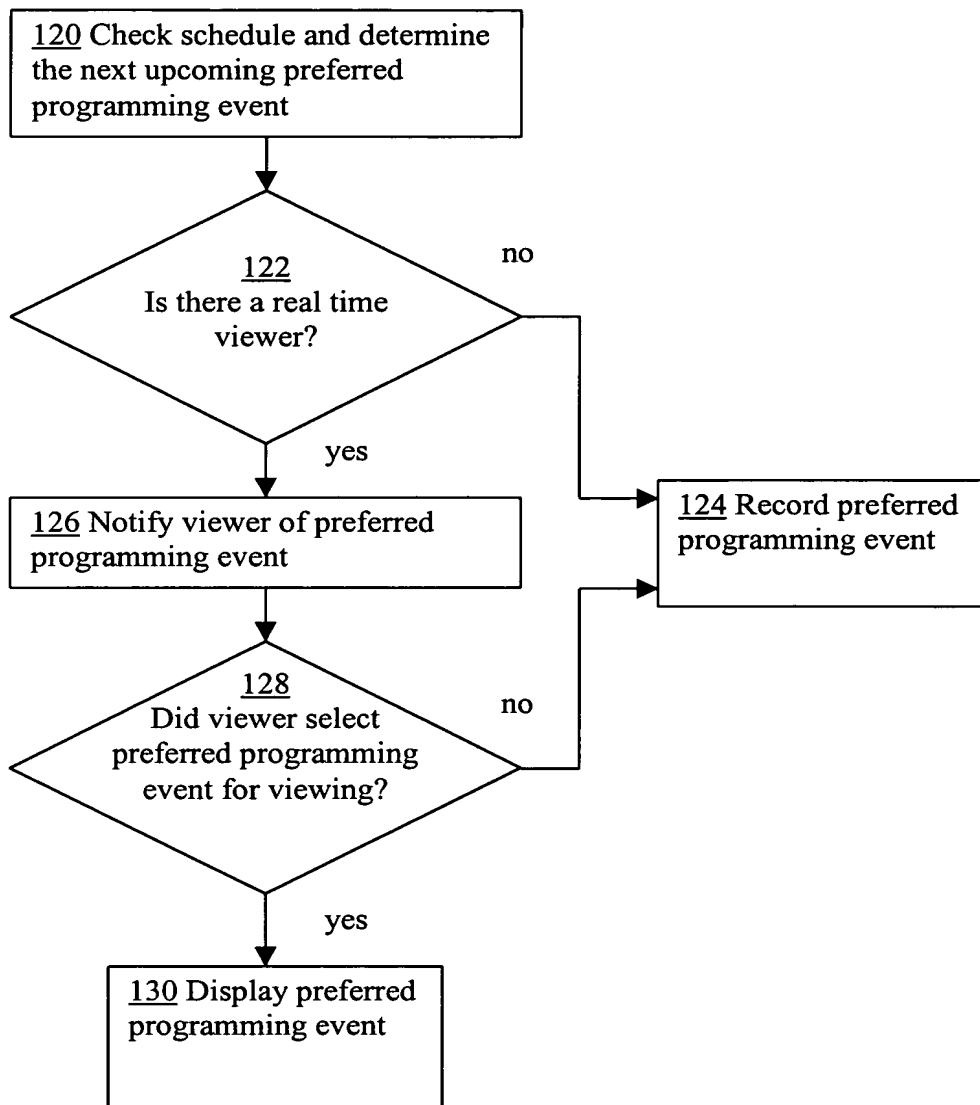 120 Check schedule and determine
the next upcoming preferred
programming event
no
122
Is there a real time
viewer?
yes
126 Notify viewer of preferred
programming event
124 Record preferred
programming event
128
Did viewer select
preferred programming
event for viewing?
no
yes
130 Display preferred
programming event